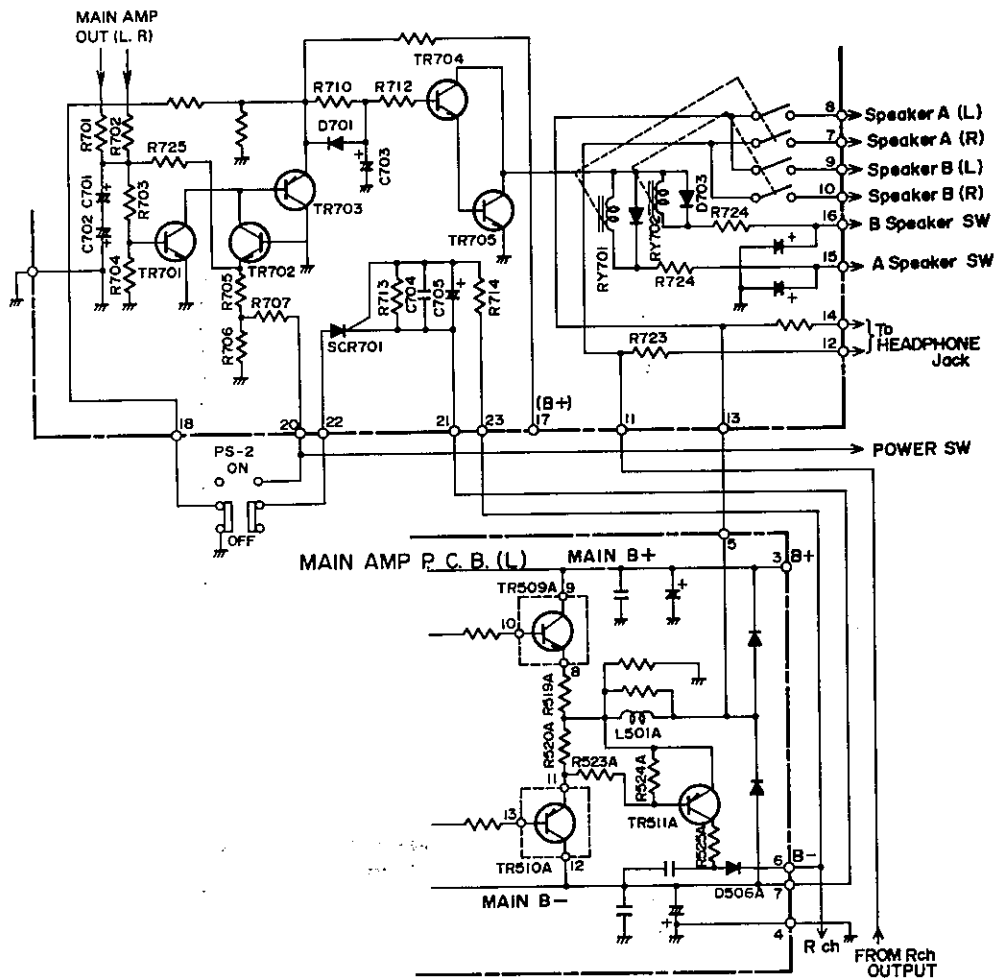 MAIN AMP
OUT (L. R)
TR704
R710
R712
D701
C703
R701
R702
R725
C701
R703
C702
R704
TR703
TR701
TR702
TR705
R705
R707
R706
R713
C704
C705
R714
SCR701
RY701
RY702
D703
R724
R724
R723
8 Speaker A (L)
7 Speaker A (R)
9 Speaker B (L)
10 Speaker B (R)
16 B Speaker SW
15 A Speaker SW
14
12
To
HEADPHONE
Jack
(B+)
18
20
22
21
23
17
11
13
POWER SW
PS-2
ON
OFF
5
MAIN AMP P. C. B. (L)
MAIN B+
3 B+
TR509A
9
10
8
R519A
L501A
R520A
R523A
R524A
11
13
TR511A
R525A
TR510A
12
6 B-
D506A
7
MAIN B-
4
R ch
FROM Rch
OUTPUT